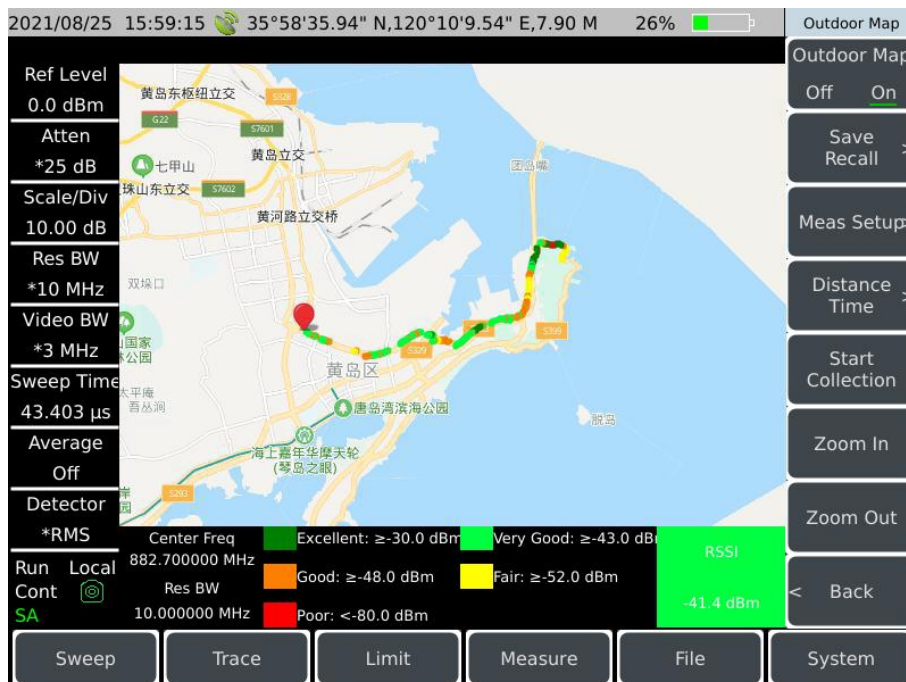 2021/08/25 15:59:15 35°58'35.94" N,120°10'9.54" E,7.90 M 26%
Outdoor Map
Ref Level
0.0 dBm
Atten
*25 dB
Scale/Div
10.00 dB
Res BW
*10 MHz
Video BW
*3 MHz
Sweep Time
43.403 µs
Average
Off
Detector
*RMS
Run Local
Cont
SA
黄岛东枢纽立交
S328
G22
S7601
黄岛立交
七甲山
珠山东立交
S7602
团岛嘴
黄河路立交桥
双垛口
国家
公园
S329
S399
黄岛区
太平庵
吾丛涧
唐岛湾滨海公园
脱岛
海上嘉年华摩天轮
(琴岛之眼)
S293
岸
园
Center Freq
882.700000 MHz
Res BW
10.000000 MHz
Excellent: ≥-30.0 dBm
Very Good: ≥-43.0 dB
Good: ≥-48.0 dBm
Fair: ≥-52.0 dBm
Poor: <-80.0 dBm
RSSI
-41.4 dBm
Outdoor Map
Off On
Save
Recall >
Meas Setup>
Distance
Time >
Start
Collection
Zoom In
Zoom Out
< Back
Sweep Trace Limit Measure File System